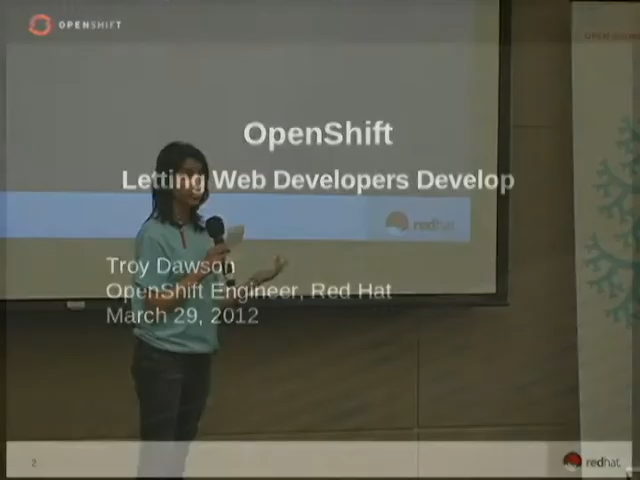 OPENSHIFT
OpenShift
Letting Web Developers Develop
redhat
Troy Dawson
OpenShift Engineer, Red Hat
March 29, 2012
2
redhat.